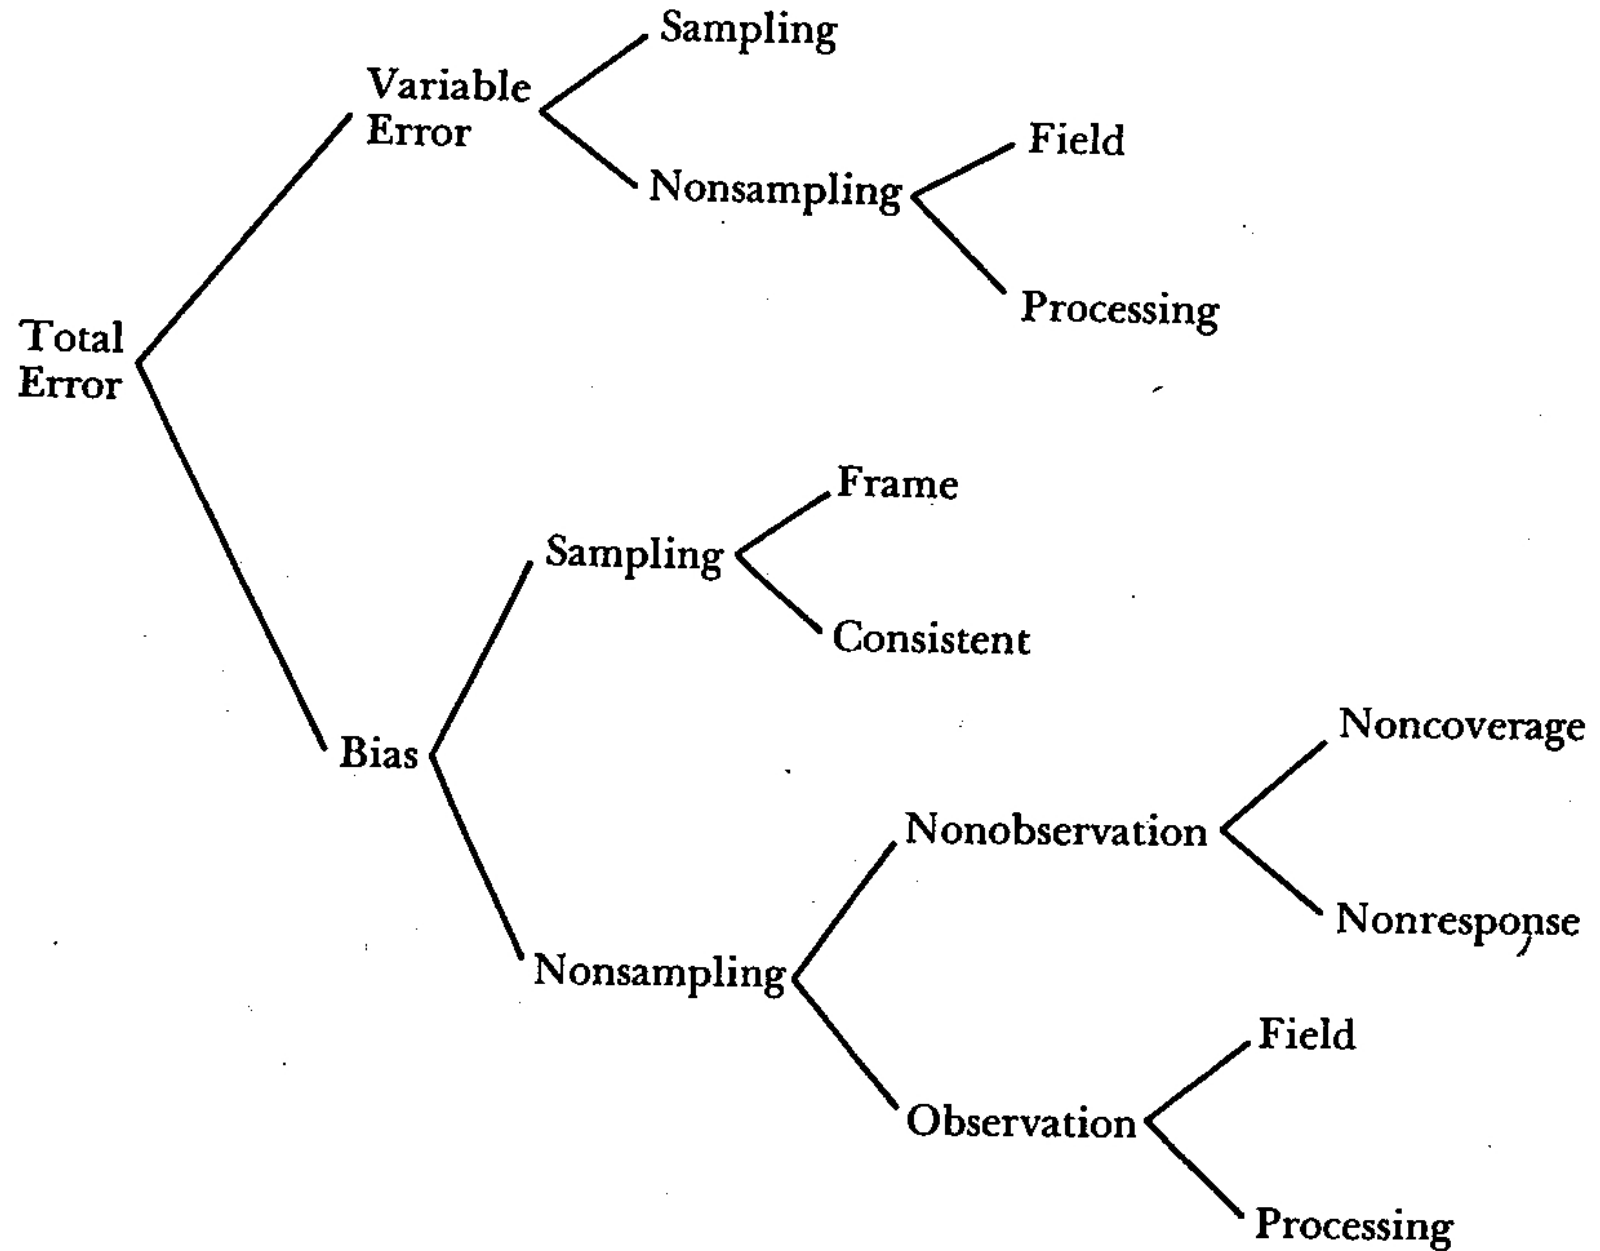 Sampling
Variable
Error
Field
Nonsampling
Processing
Total
Error
Frame
Sampling
Consistent
Noncoverage
Bias
Nonobservation
Nonresponse
Nonsampling
Field
Observation
Processing